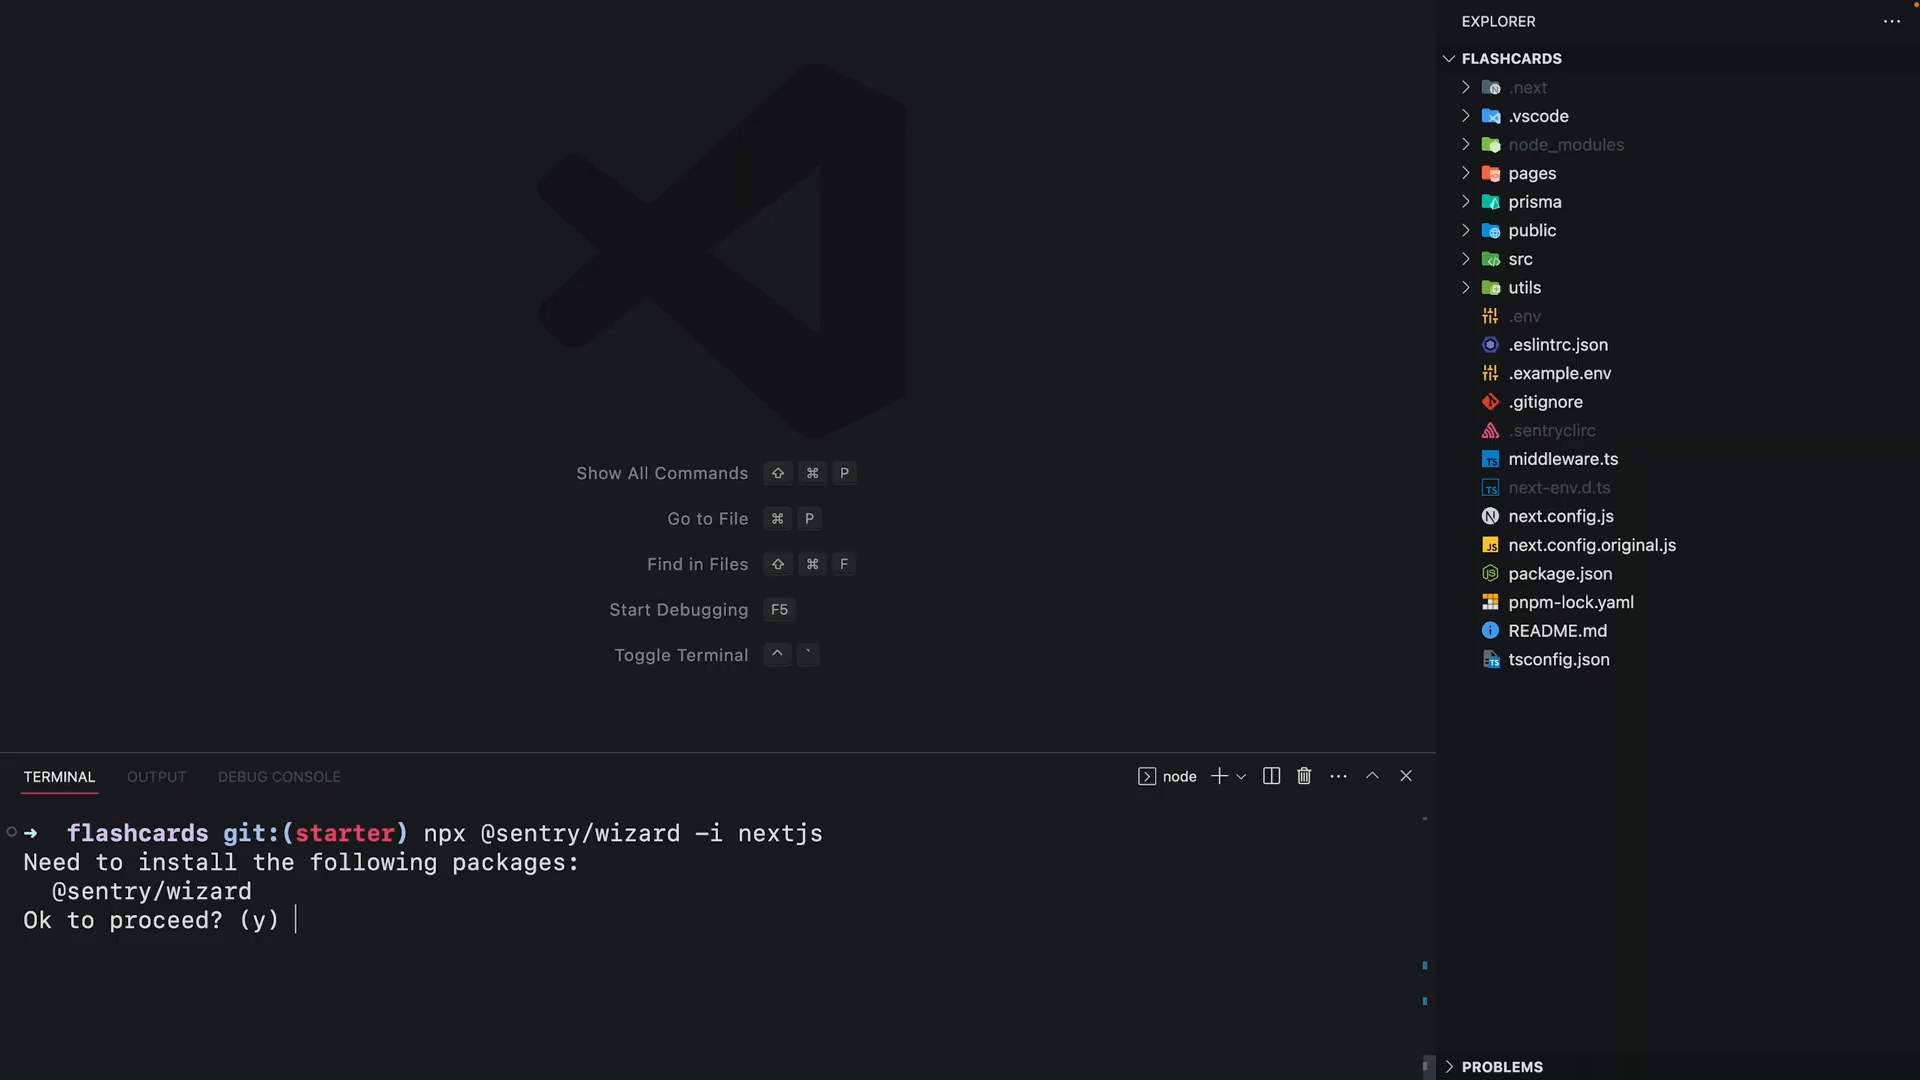 EXPLORER
FLASHCARDS
.next
.vscode
node_modules
pages
prisma
public
src
utils
.env
.eslintrc.json
.example.env
.gitignore
.sentryclirc
middleware.ts
next-env.d.ts
next.config.js
next.config.original.js
package.json
pnpm-lock.yaml
README.md
tsconfig.json
Show All Commands ⇧ ⌘ P
Go to File ⌘ P
Find in Files ⇧ ⌘ F
Start Debugging F5
Toggle Terminal ^ `
TERMINAL OUTPUT DEBUG CONSOLE node
➜ flashcards git:(starter) npx @sentry/wizard -i nextjs
Need to install the following packages:
@sentry/wizard
Ok to proceed? (y)
PROBLEMS